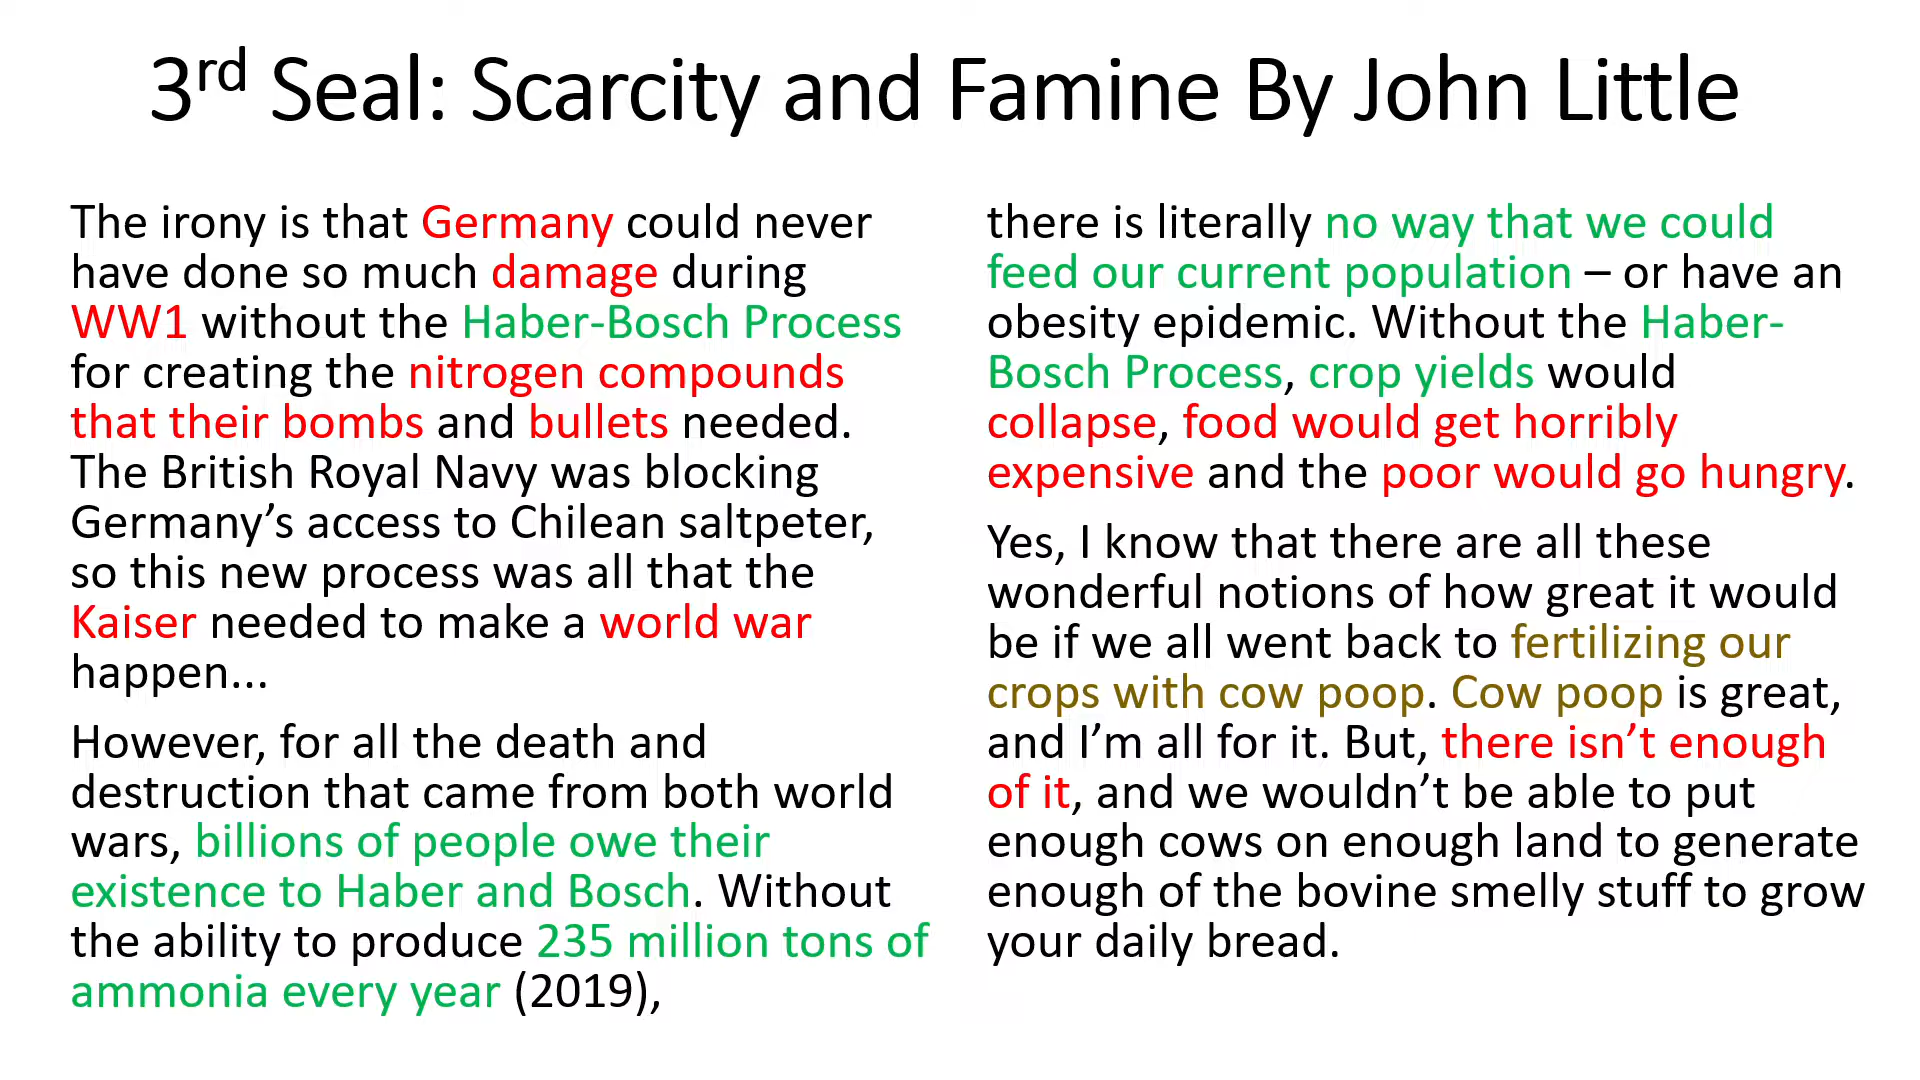 3rd Seal: Scarcity and Famine By John Little
The irony is that Germany could never
have done so much damage during
WW1 without the Haber-Bosch Process
for creating the nitrogen compounds
that their bombs and bullets needed.
The British Royal Navy was blocking
Germany’s access to Chilean saltpeter,
so this new process was all that the
Kaiser needed to make a world war
happen...
However, for all the death and
destruction that came from both world
wars, billions of people owe their
existence to Haber and Bosch. Without
the ability to produce 235 million tons of
ammonia every year (2019),
there is literally no way that we could
feed our current population – or have an
obesity epidemic. Without the Haber-
Bosch Process, crop yields would
collapse, food would get horribly
expensive and the poor would go hungry.
Yes, I know that there are all these
wonderful notions of how great it would
be if we all went back to fertilizing our
crops with cow poop. Cow poop is great,
and I’m all for it. But, there isn’t enough
of it, and we wouldn’t be able to put
enough cows on enough land to generate
enough of the bovine smelly stuff to grow
your daily bread.